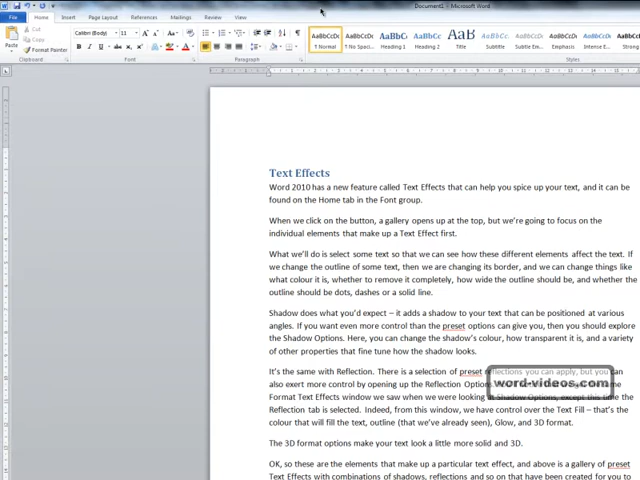 Document1 - Microsoft Word
File Home Insert Page Layout References Mailings Review View
Paste
Cut
Copy
Format Painter
Calibri (Body) 11
AaBbCcDc AaBbCcDc AaBbC AaBbCc AaB AaBbCc. AaBbCcDc AaBbCcDc AaBbCcDc
¶ Normal ¶ No Spaci... Heading 1 Heading 2 Title Subtitle Subtle Em... Emphasis Intense E... Strong
Clipboard Font Paragraph Styles
Text Effects
Word 2010 has a new feature called Text Effects that can help you spice up your text, and it can be
found on the Home tab in the Font group.
When we click on the button, a gallery opens up at the top, but we're going to focus on the
individual elements that make up a Text Effect first.
What we'll do is select some text so that we can see how these different elements affect the text. If
we change the outline of some text, then we are changing its border, and we can change things like
what colour it is, whether to remove it completely, how wide the outline should be, and whether the
outline should be dots, dashes or a solid line.
Shadow does what you'd expect – it adds a shadow to your text that can be positioned at various
angles. If you want even more control than the preset options can give you, then you should explore
the Shadow Options. Here, you can change the shadow's colour, how transparent it is, and a variety
of other properties that fine tune how the shadow looks.
It's the same with Reflection. There is a selection of preset reflections you can apply, but you can
also exert more control by opening up the Reflection Options.
word-videos.com
Format Text Effects window we saw when we were looking at Shadow Options, except this time the
Reflection tab is selected. Indeed, from this window, we have control over the Text Fill – that's the
colour that will fill the text, outline (that we've already seen), Glow, and 3D format.
The 3D format options make your text look a little more solid and 3D.
OK, so these are the elements that make up a particular text effect, and above is a gallery of preset
Text Effects with combinations of shadows, reflections and so on that have been created for you to